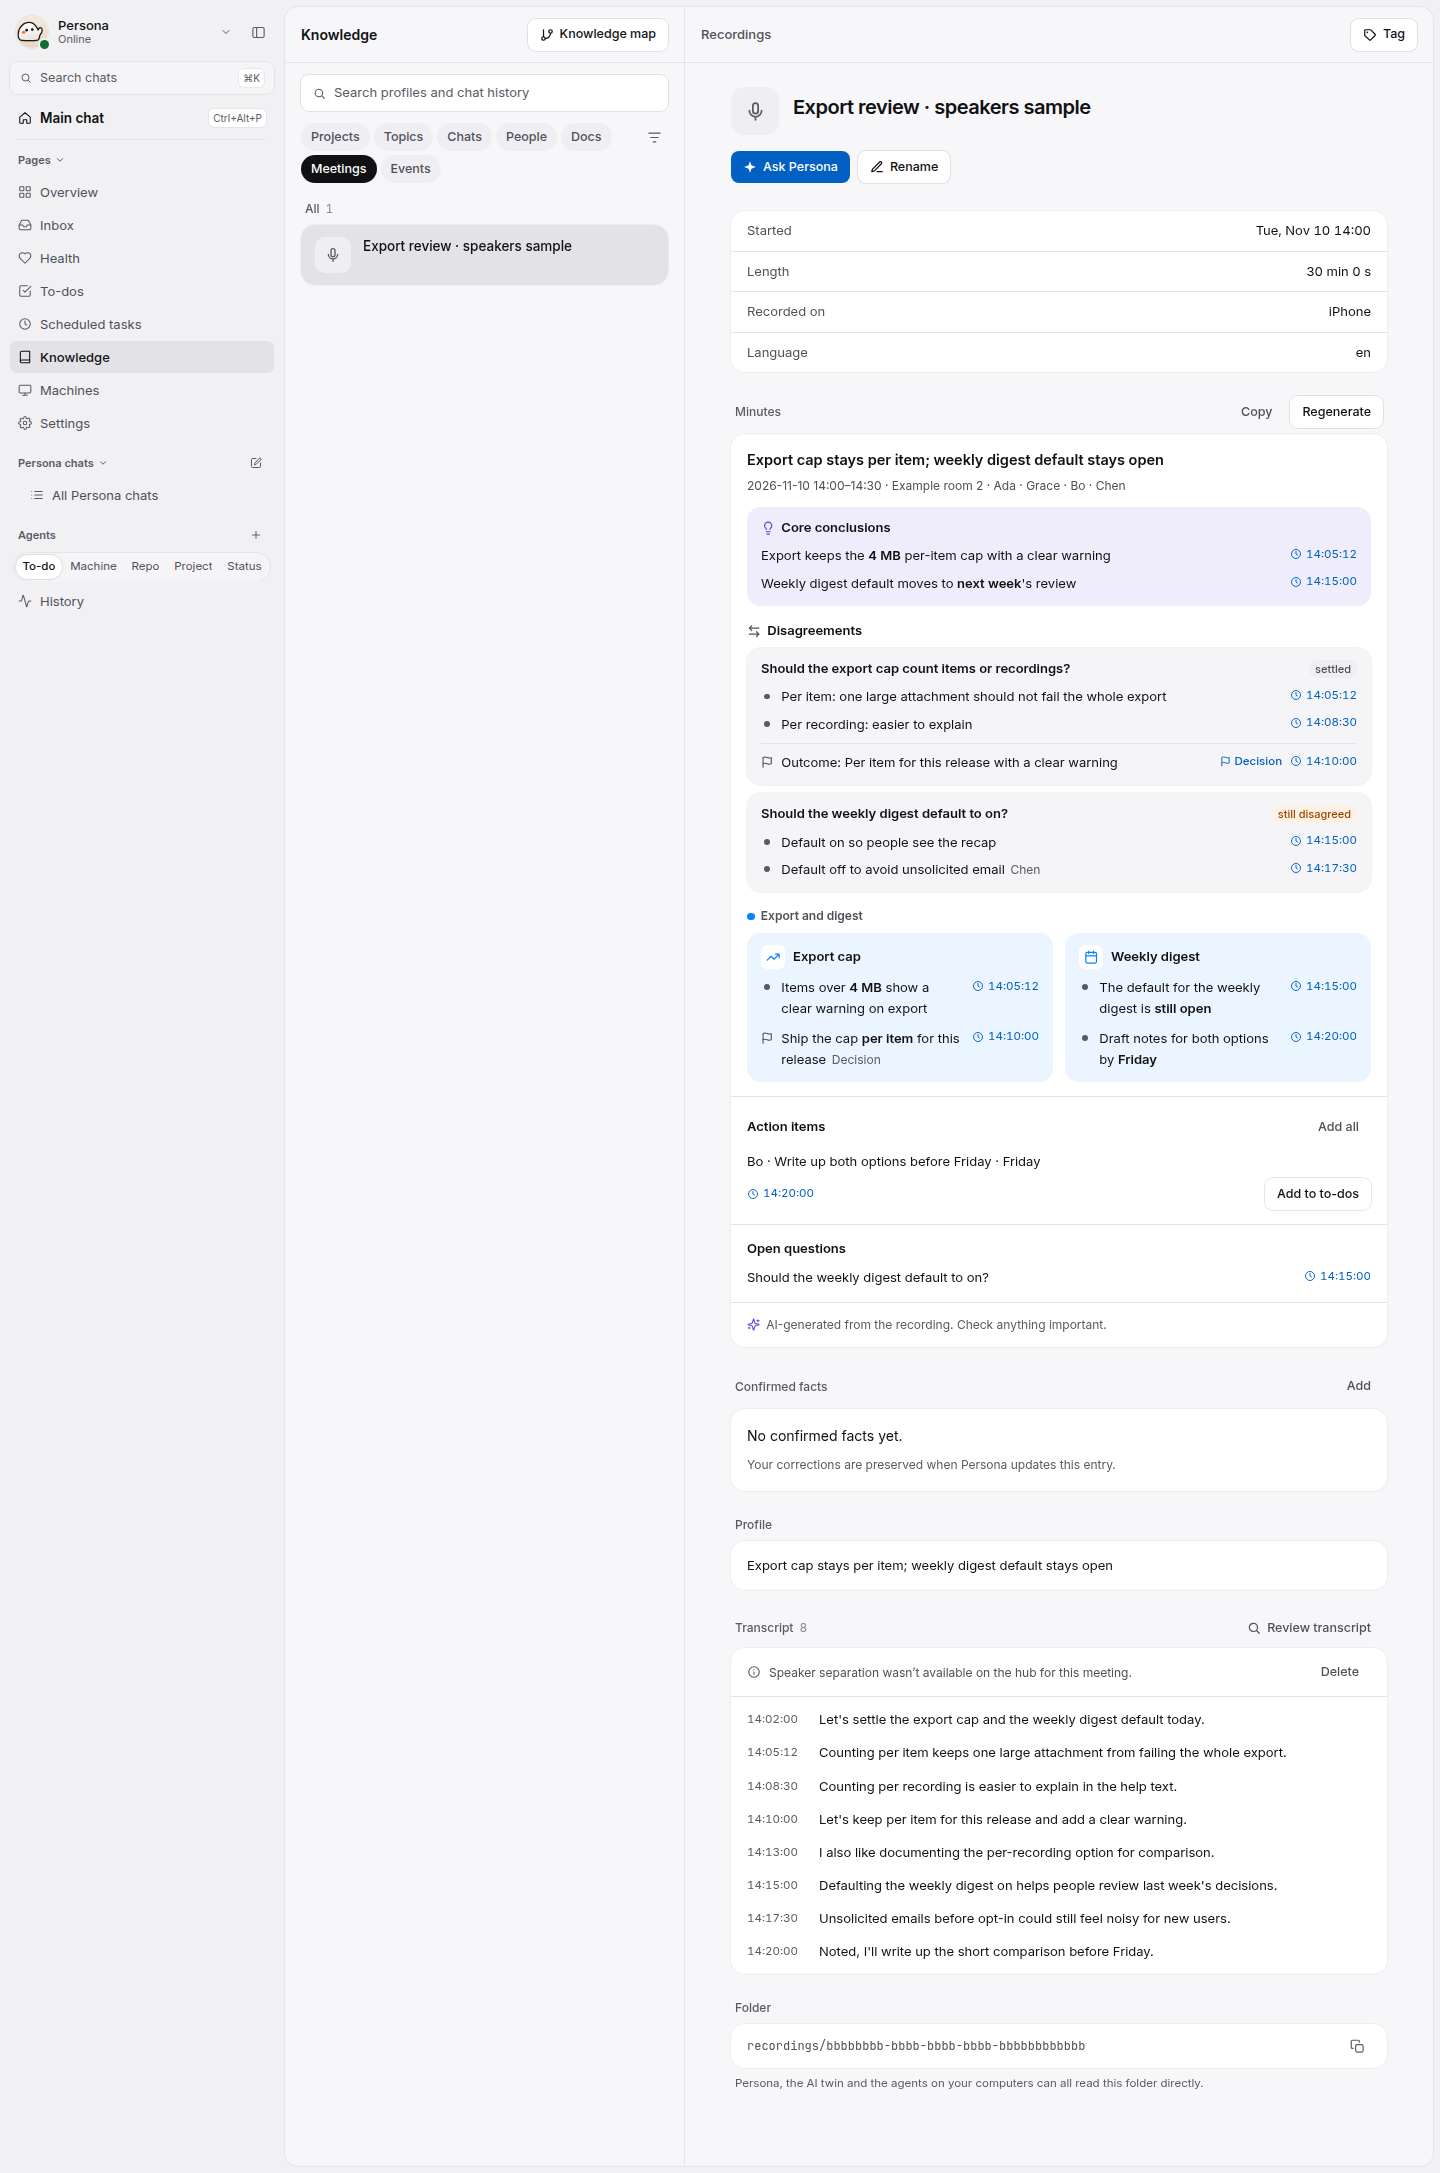 Persona
Online
Search chats
⌘K
Main chat
Ctrl+Alt+P
Pages
Overview
Inbox
Health
To-dos
Scheduled tasks
Knowledge
Machines
Settings
Persona chats
All Persona chats
Agents
To-do
Machine
Repo
Project
Status
History
Knowledge
Knowledge map
Search profiles and chat history
Projects
Topics
Chats
People
Docs
Meetings
Events
All 1
Export review · speakers sample
Recordings
Tag
Export review · speakers sample
Ask Persona
Rename
Started
Tue, Nov 10 14:00
Length
30 min 0 s
Recorded on
iPhone
Language
en
Minutes
Copy
Regenerate
Export cap stays per item; weekly digest default stays open
2026-11-10 14:00–14:30 · Example room 2 · Ada · Grace · Bo · Chen
Core conclusions
Export keeps the 4 MB per-item cap with a clear warning
14:05:12
Weekly digest default moves to next week's review
14:15:00
Disagreements
Should the export cap count items or recordings?
settled
Per item: one large attachment should not fail the whole export
14:05:12
Per recording: easier to explain
14:08:30
Outcome: Per item for this release with a clear warning
Decision
14:10:00
Should the weekly digest default to on?
still disagreed
Default on so people see the recap
14:15:00
Default off to avoid unsolicited email Chen
14:17:30
Export and digest
Export cap
Items over 4 MB show a
clear warning on export
14:05:12
Ship the cap per item for this
release Decision
14:10:00
Weekly digest
The default for the weekly
digest is still open
14:15:00
Draft notes for both options
by Friday
14:20:00
Action items
Add all
Bo · Write up both options before Friday · Friday
14:20:00
Add to to-dos
Open questions
Should the weekly digest default to on?
14:15:00
AI-generated from the recording. Check anything important.
Confirmed facts
Add
No confirmed facts yet.
Your corrections are preserved when Persona updates this entry.
Profile
Export cap stays per item; weekly digest default stays open
Transcript 8
Review transcript
Speaker separation wasn't available on the hub for this meeting.
Delete
14:02:00 Let's settle the export cap and the weekly digest default today.
14:05:12 Counting per item keeps one large attachment from failing the whole export.
14:08:30 Counting per recording is easier to explain in the help text.
14:10:00 Let's keep per item for this release and add a clear warning.
14:13:00 I also like documenting the per-recording option for comparison.
14:15:00 Defaulting the weekly digest on helps people review last week's decisions.
14:17:30 Unsolicited emails before opt-in could still feel noisy for new users.
14:20:00 Noted, I'll write up the short comparison before Friday.
Folder
recordings/bbbbbbbb-bbbb-bbbb-bbbb-bbbbbbbbbbbb
Persona, the AI twin and the agents on your computers can all read this folder directly.